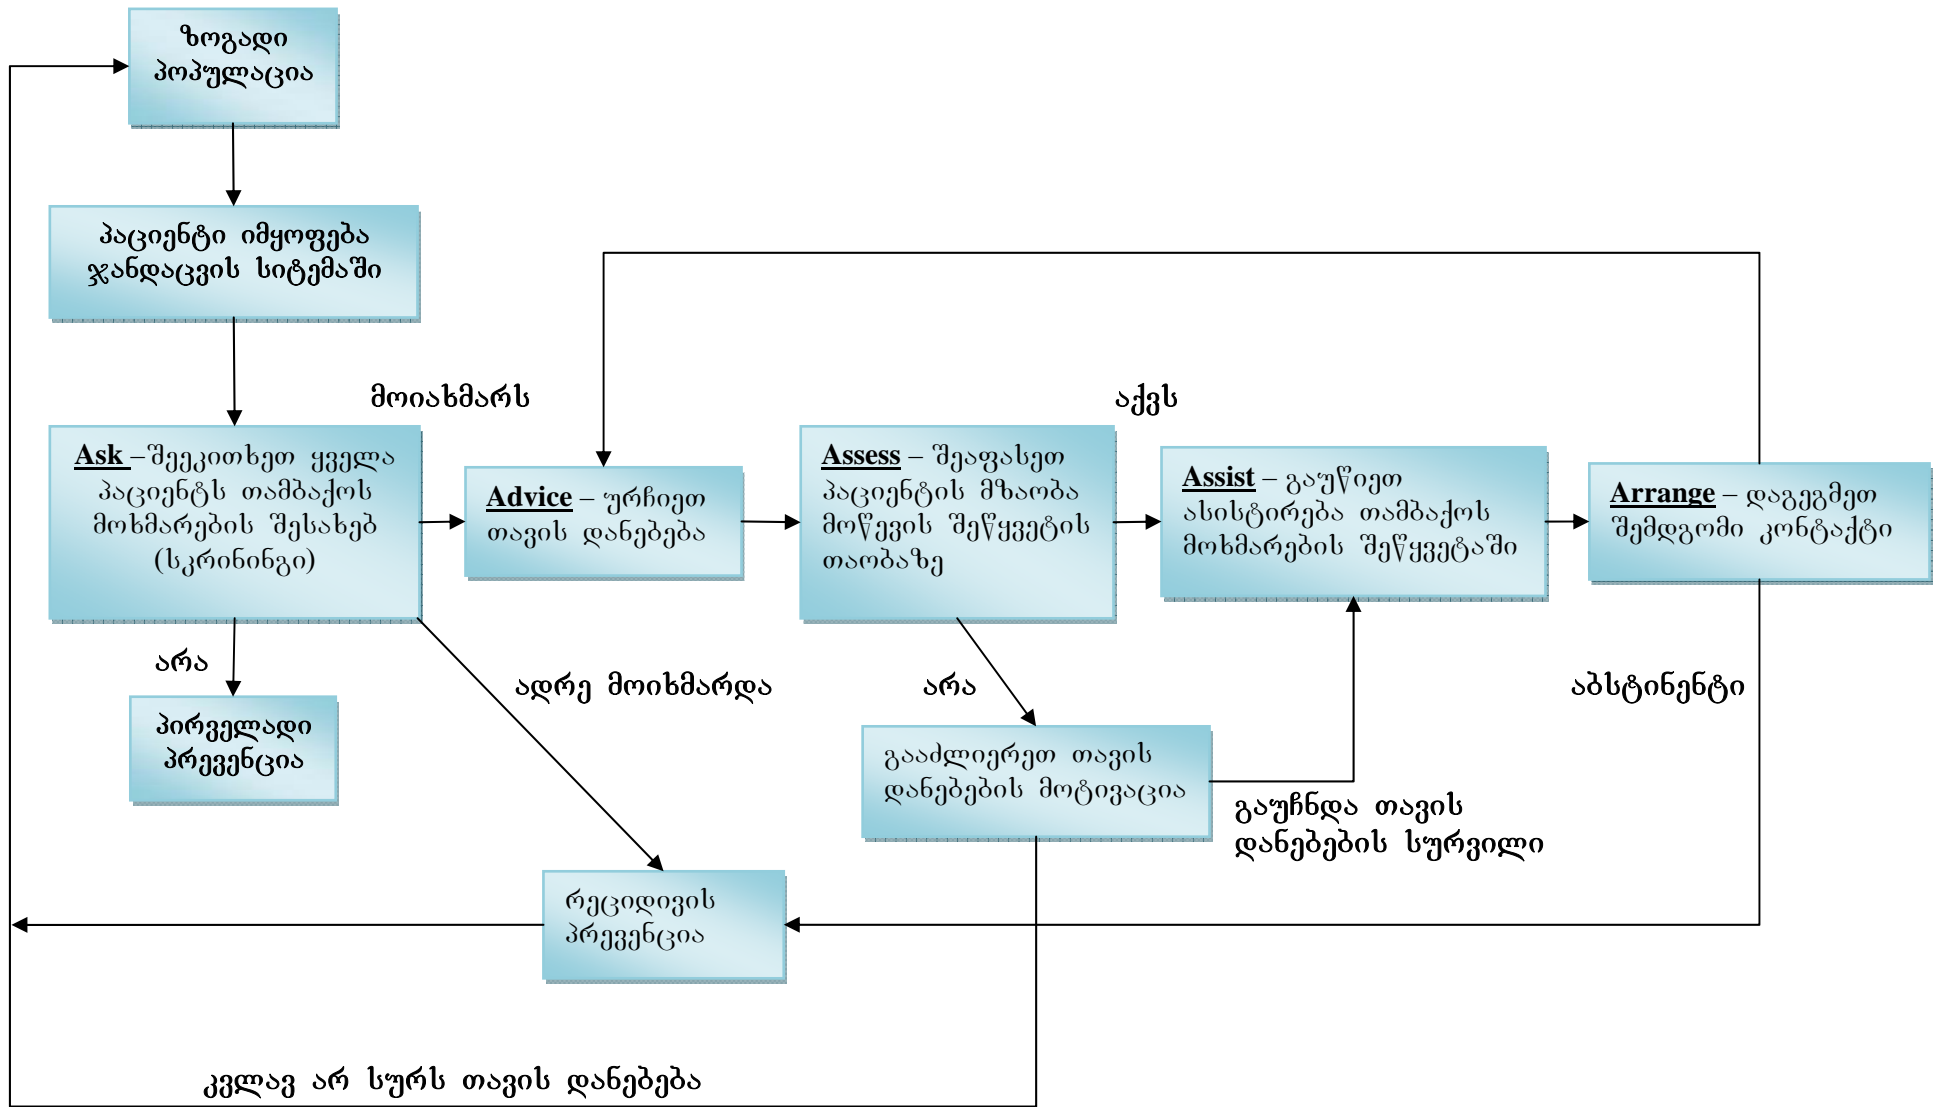 ზოგადი
პოპულაცია
პაციენტი იმყოფება
ჯანდაცვის სიტემაში
მოიახმარს
აქვს
Ask –შეეკითხეთ ყველა
პაციენტს თამბაქოს
მოხმარების შესახებ
(სკრინინგი)
Advice – ურჩიეთ
თავის დანებება
Assess – შეაფასეთ
პაციენტის მზაობა
მოწევის შეწყვეტის
თაობაზე
Assist – გაუწიეთ
ასისტირება თამბაქოს
მოხმარების შეწყვეტაში
Arrange – დაგეგმეთ
შემდგომი კონტაქტი
არა
ადრე მოიხმარდა
არა
აბსტინენტი
პირველადი
პრევენცია
გააძლიერეთ თავის
დანებების მოტივაცია
გაუჩნდა თავის
დანებების სურვილი
რეციდივის
პრევენცია
კვლავ არ სურს თავის დანებება